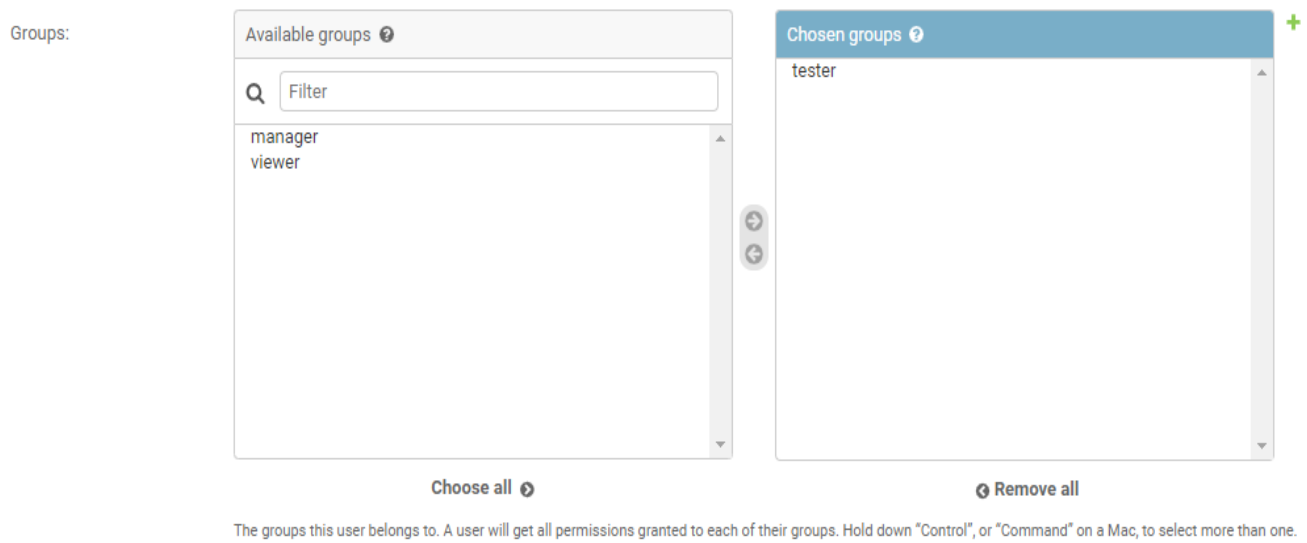 Groups:
Available groups
Chosen groups
Filter
tester
manager
viewer
Choose all
Remove all
The groups this user belongs to. A user will get all permissions granted to each of their groups. Hold down “Control”, or “Command” on a Mac, to select more than one.